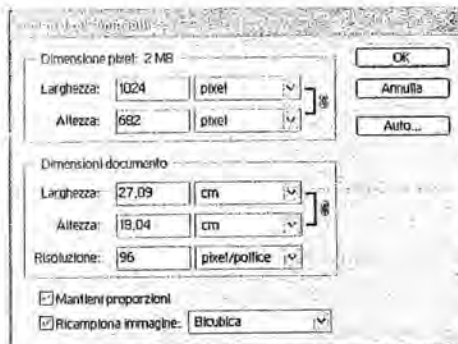 Dimensione pixel: 2 MB
OK
Larghezza: 1024 pixel
Annulla
Altezza: 682 pixel
Auto...
Dimensioni documento
Larghezza: 27,09 cm
Altezza: 18,04 cm
Risoluzione: 96 pixel/pollice
Mantieni proporzioni
Ricampiona immagine: Bicubica